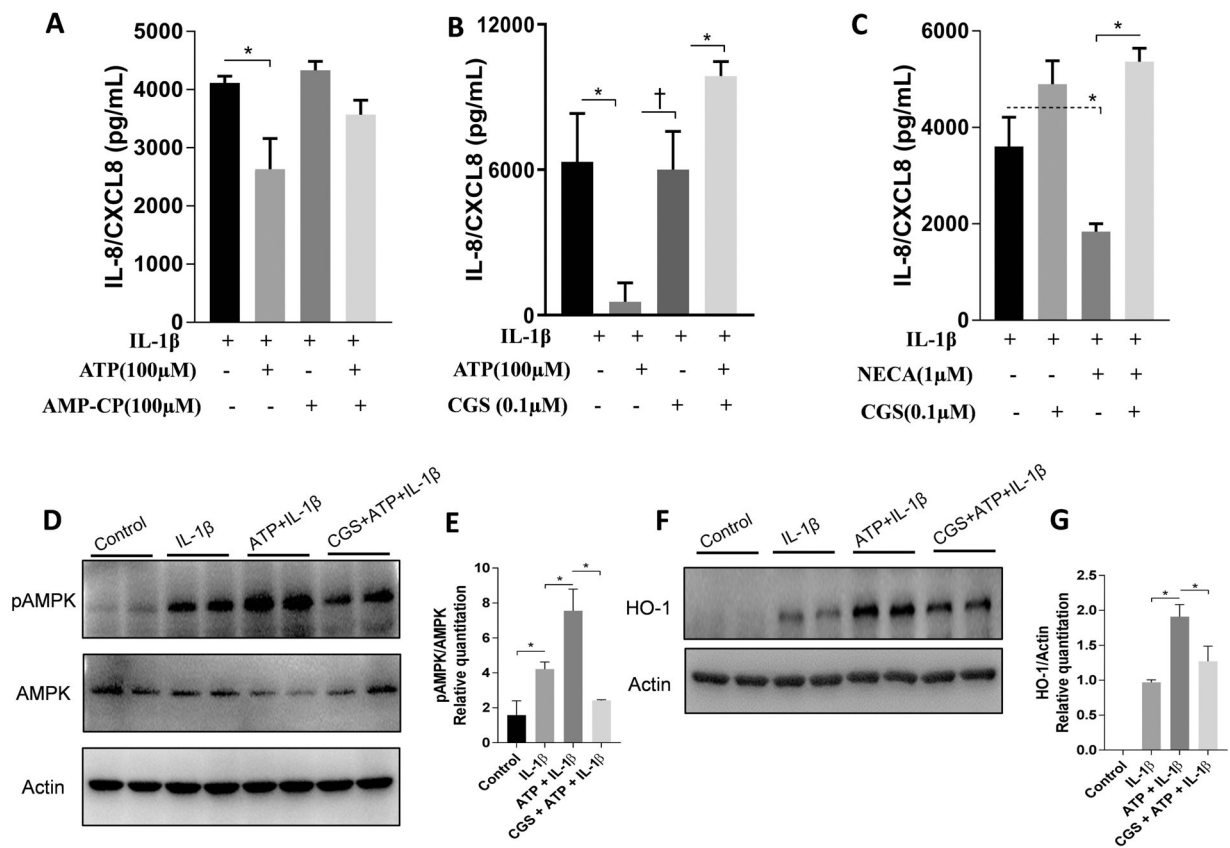 A
IL-8/CXCL8 (pg/mL)
5000
4000
3000
2000
1000
0
*
IL-1β + + + +
ATP(100μM) - + - +
AMP-CP(100μM) - - + +
B
IL-8/CXCL8 (pg/mL)
12000
6000
0
* † *
IL-1β + + + +
ATP(100μM) - + - +
CGS (0.1μM) - - + +
C
IL-8/CXCL8 (pg/mL)
6000
4000
2000
0
*
*
IL-1β + + + +
NECA(1μM) - - + +
CGS(0.1μM) - + - +
D
Control IL-1β ATP+IL-1β CGS+ATP+IL-1β
pAMPK
AMPK
Actin
E
pAMPK/AMPK
Relative quantitation
10
8
6
4
2
0
* * *
Control IL-1β ATP + IL-1β CGS + ATP + IL-1β
F
Control IL-1β ATP+IL-1β CGS+ATP+IL-1β
HO-1
Actin
G
HO-1/Actin
Relative quantitation
2.5
2.0
1.5
1.0
0.5
0.0
* *
Control IL-1β ATP + IL-1β CGS + ATP + IL-1β